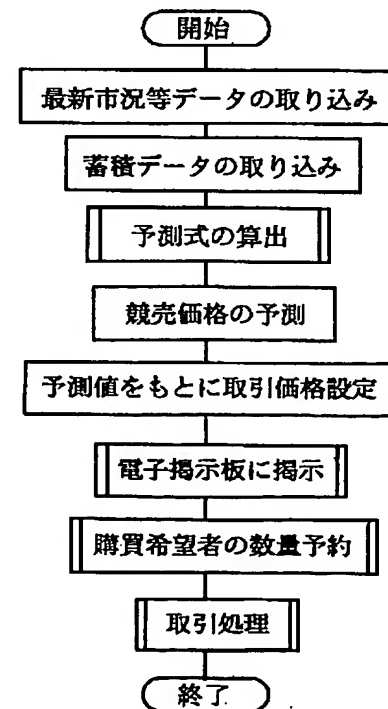 開始
最新市況等データの取り込み
蓄積データの取り込み
予測式の算出
競売価格の予測
予測値をもとに取引価格設定
電子掲示板に掲示
購買希望者の数量予約
取引処理
終了